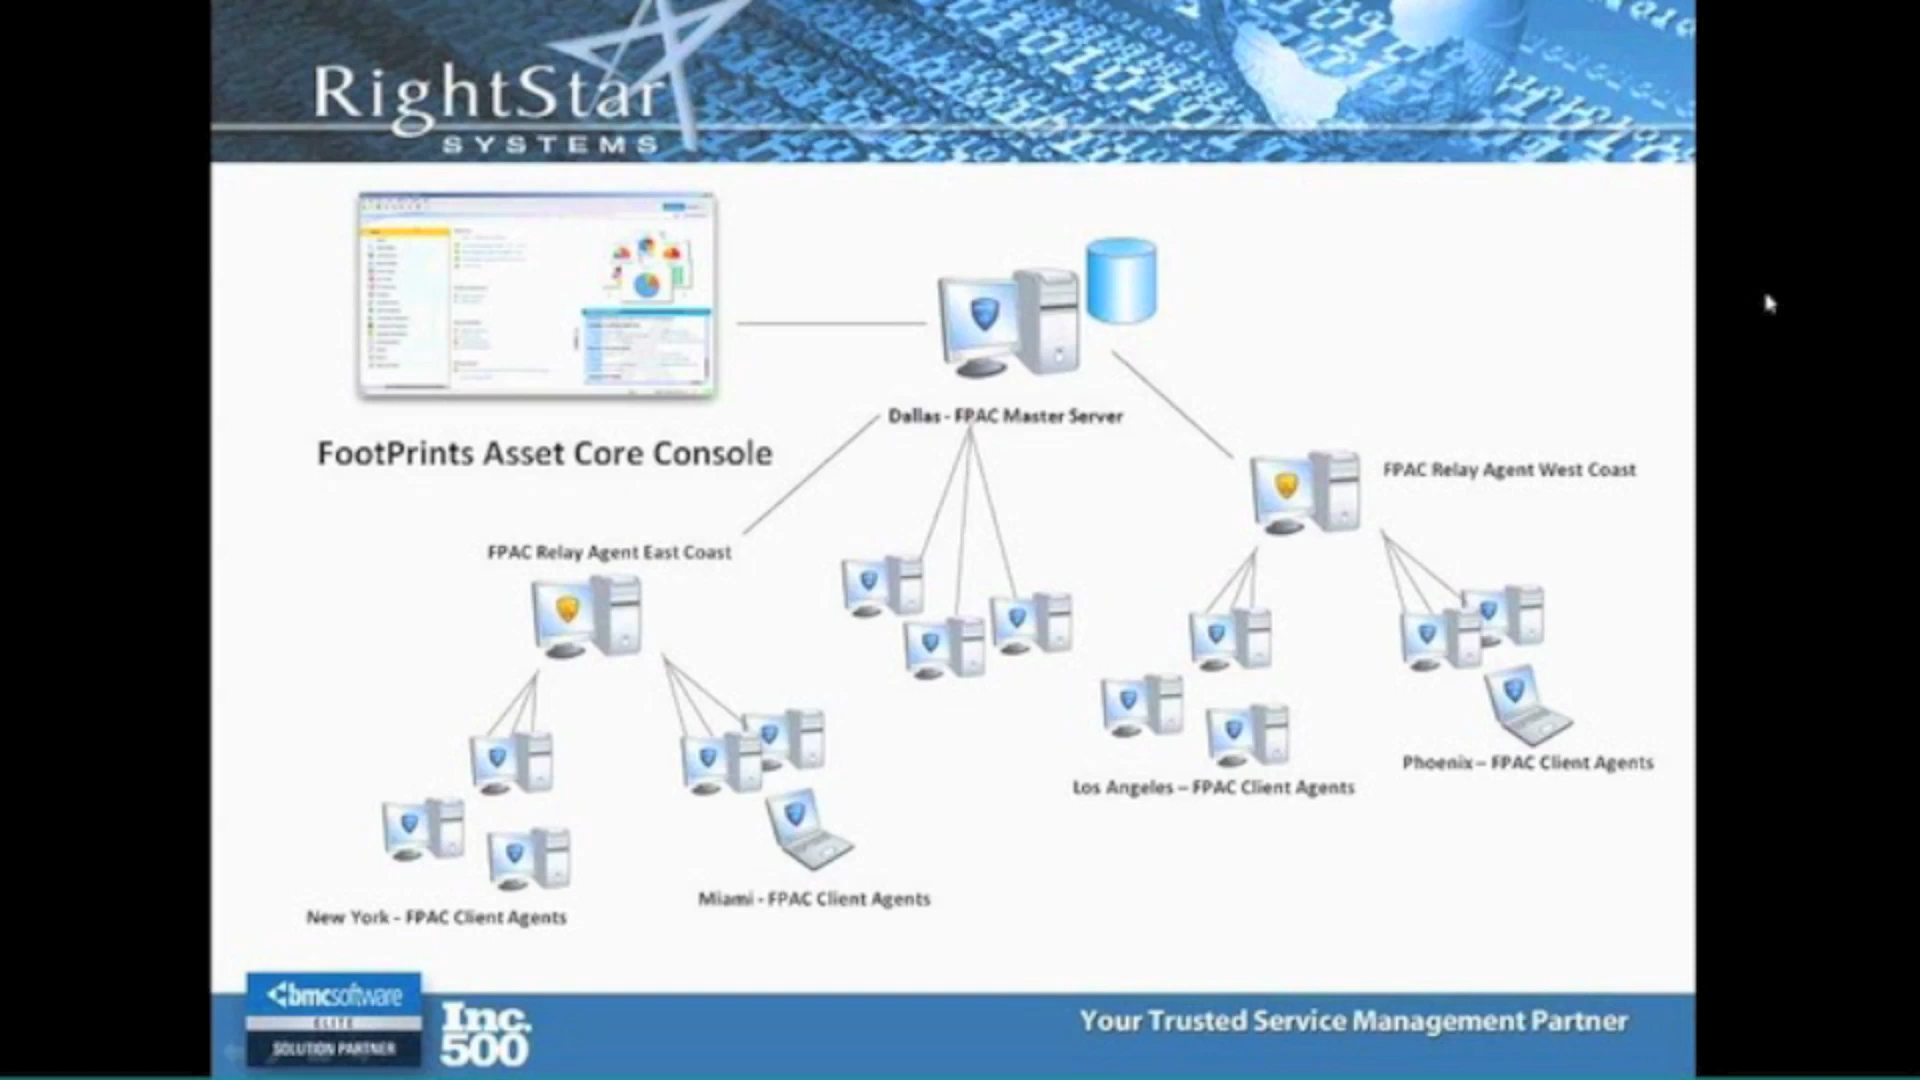 RightStar
SYSTEMS
FootPrints Asset Core Console
Dallas - FPAC Master Server
FPAC Relay Agent West Coast
FPAC Relay Agent East Coast
Phoenix – FPAC Client Agents
Los Angeles – FPAC Client Agents
Miami - FPAC Client Agents
New York - FPAC Client Agents
bmcsoftware
ELITE
SOLUTION PARTNER
Inc.
500
Your Trusted Service Management Partner